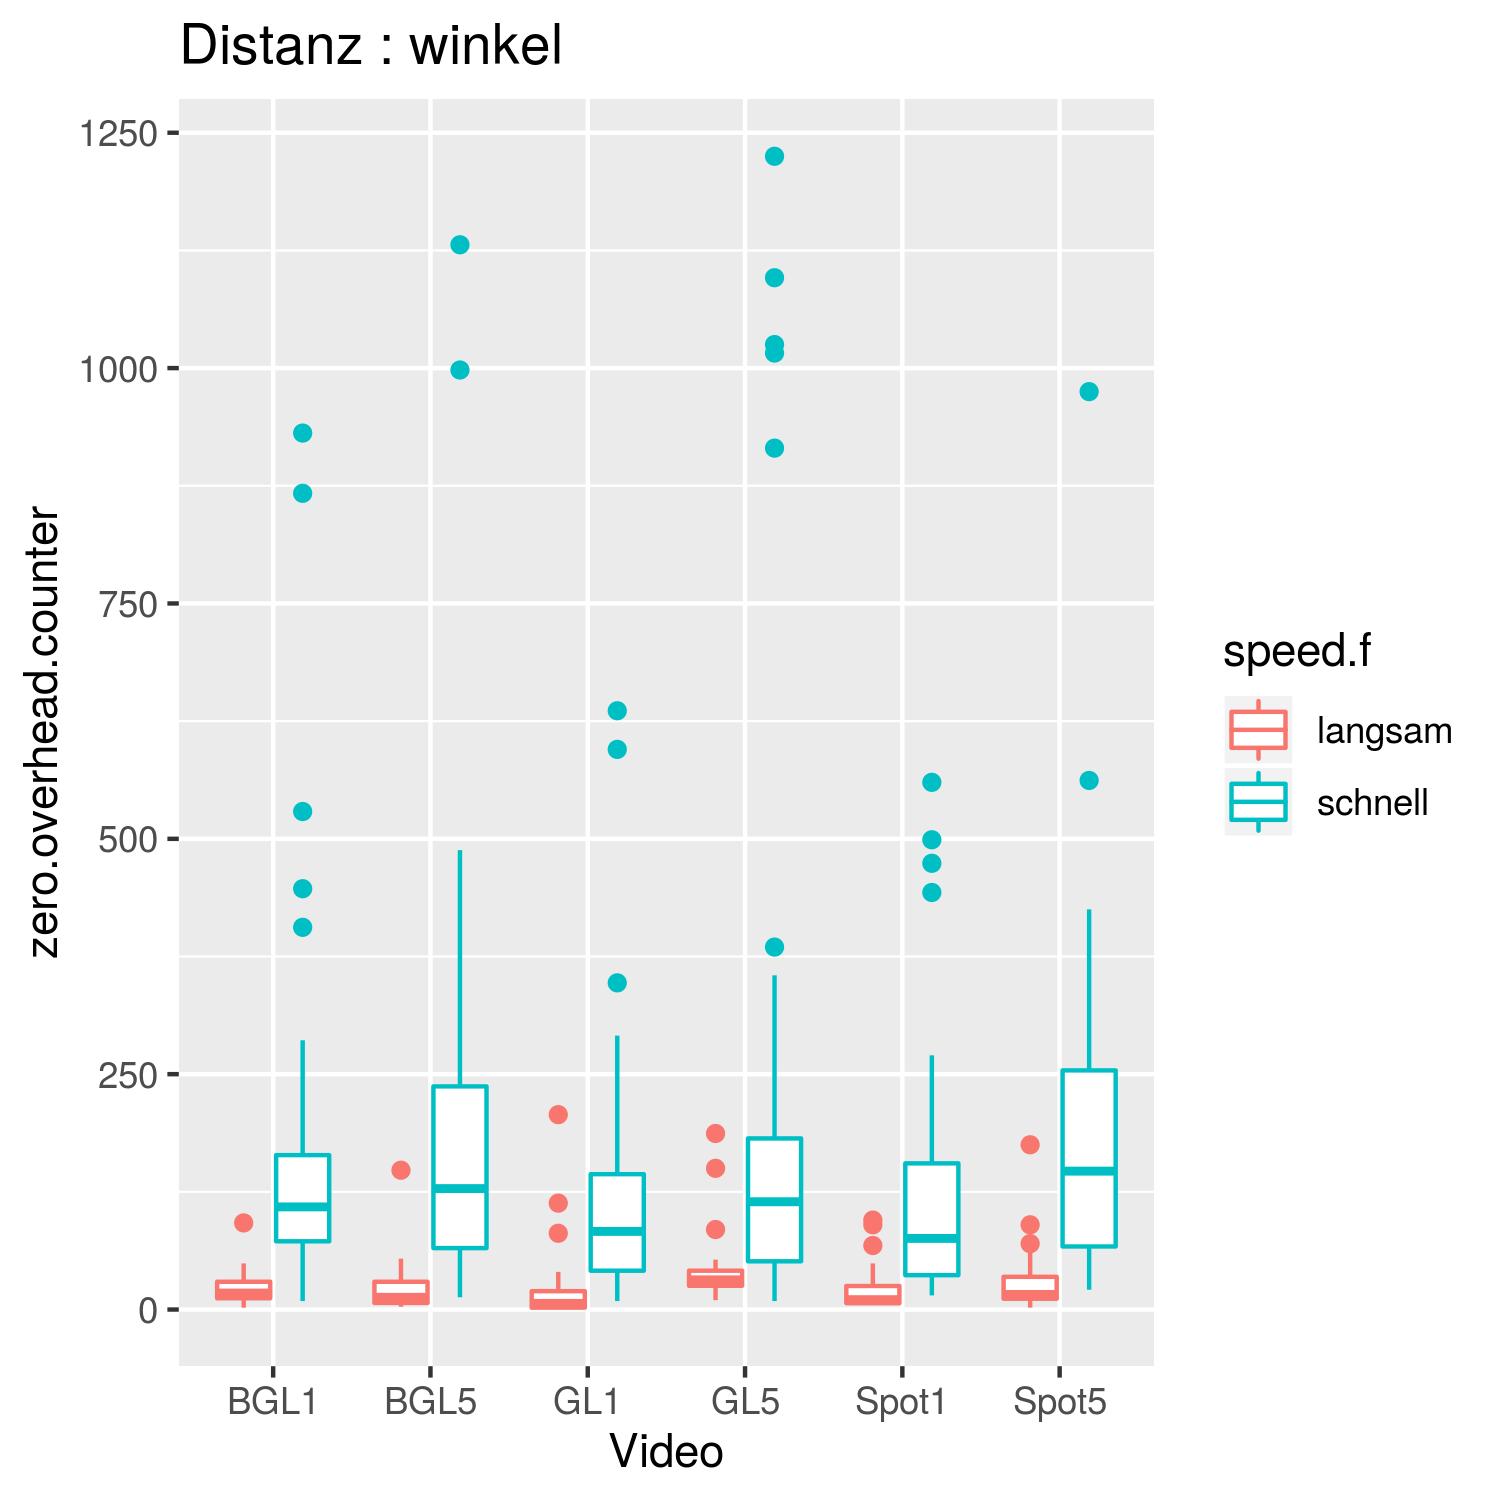 Distanz : winkel
1250
1000
750
500
250
0
zero.overhead.counter
BGL1 BGL5 GL1 GL5 Spot1 Spot5
Video
speed.f
langsam
schnell